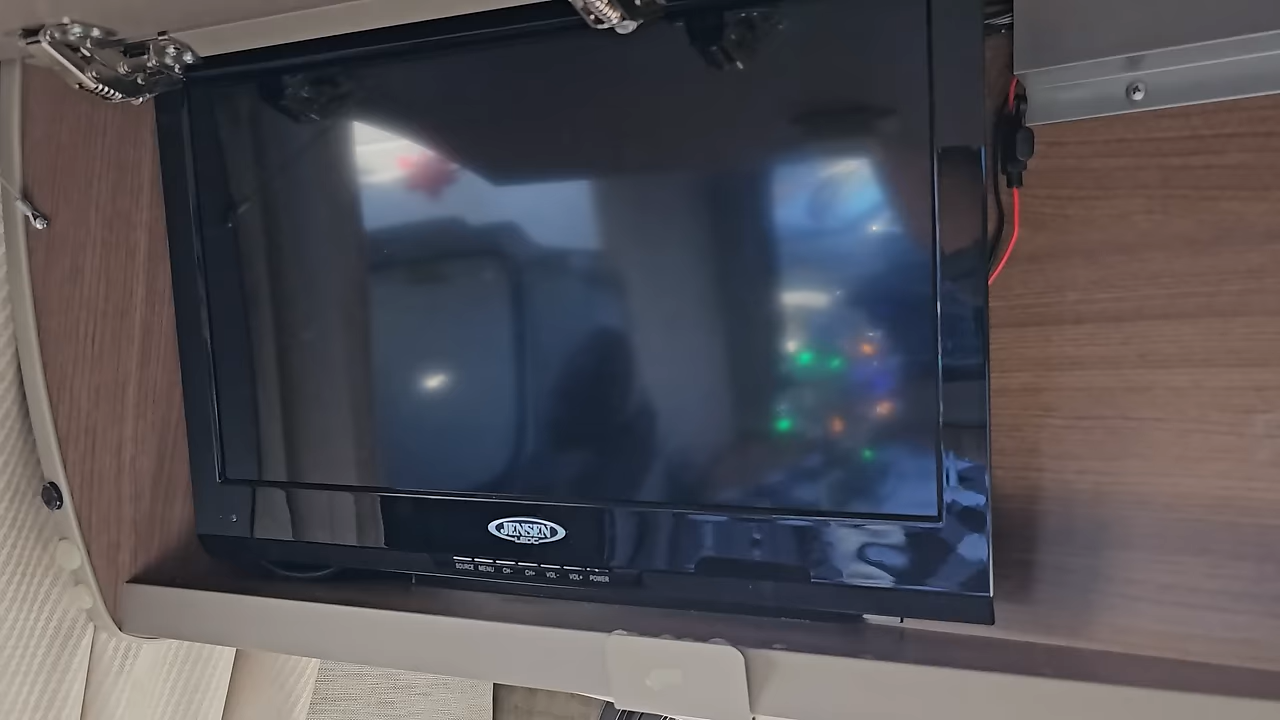 JENSEN
LEDC
SOURCE MENU CH- CH+ VOL- VOL+ POWER